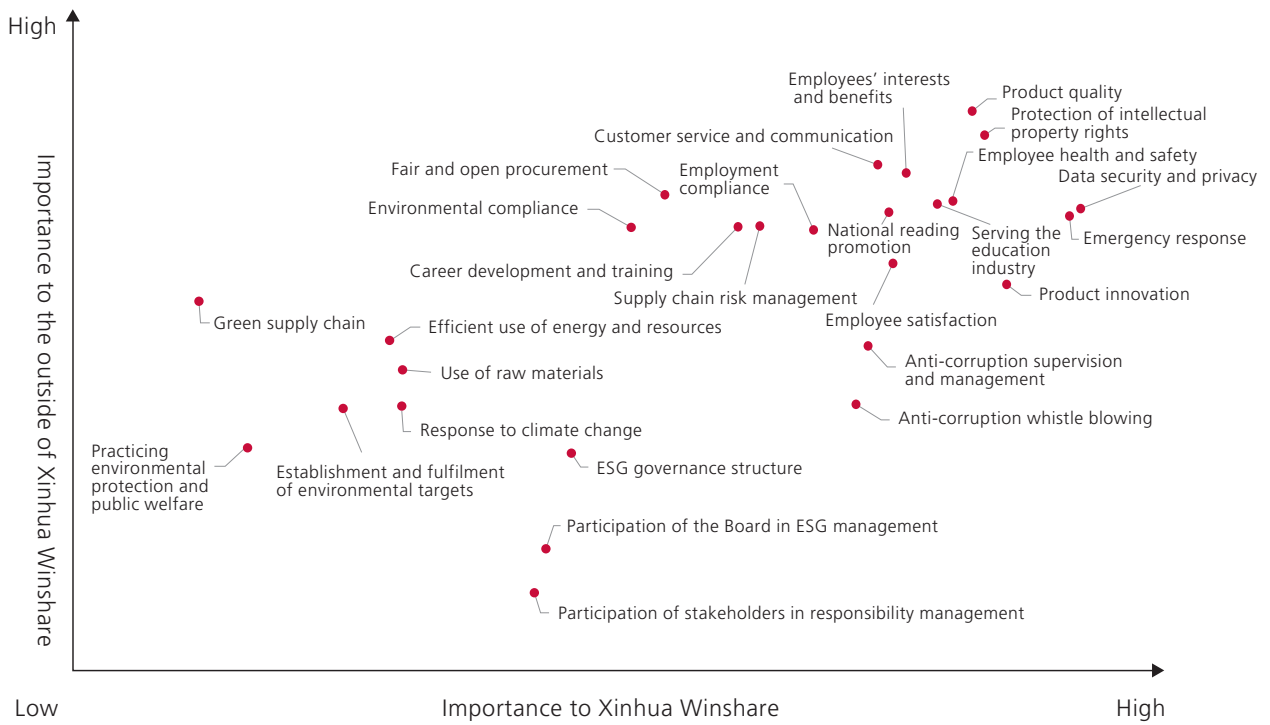 High
Employees’ interests
and benefits
Product quality
Protection of intellectual
property rights
Customer service and communication
Employee health and safety
Fair and open procurement
Employment
compliance
Data security and privacy
Environmental compliance
National reading
promotion
Serving the
education
industry
Emergency response
Career development and training
Supply chain risk management
Product innovation
Green supply chain
Efficient use of energy and resources
Employee satisfaction
Use of raw materials
Anti-corruption supervision
and management
Response to climate change
Anti-corruption whistle blowing
Practicing
environmental
protection and
public welfare
Establishment and fulfilment
of environmental targets
ESG governance structure
Participation of the Board in ESG management
Participation of stakeholders in responsibility management
Importance to the outside of Xinhua Winshare
Low
Importance to Xinhua Winshare
High